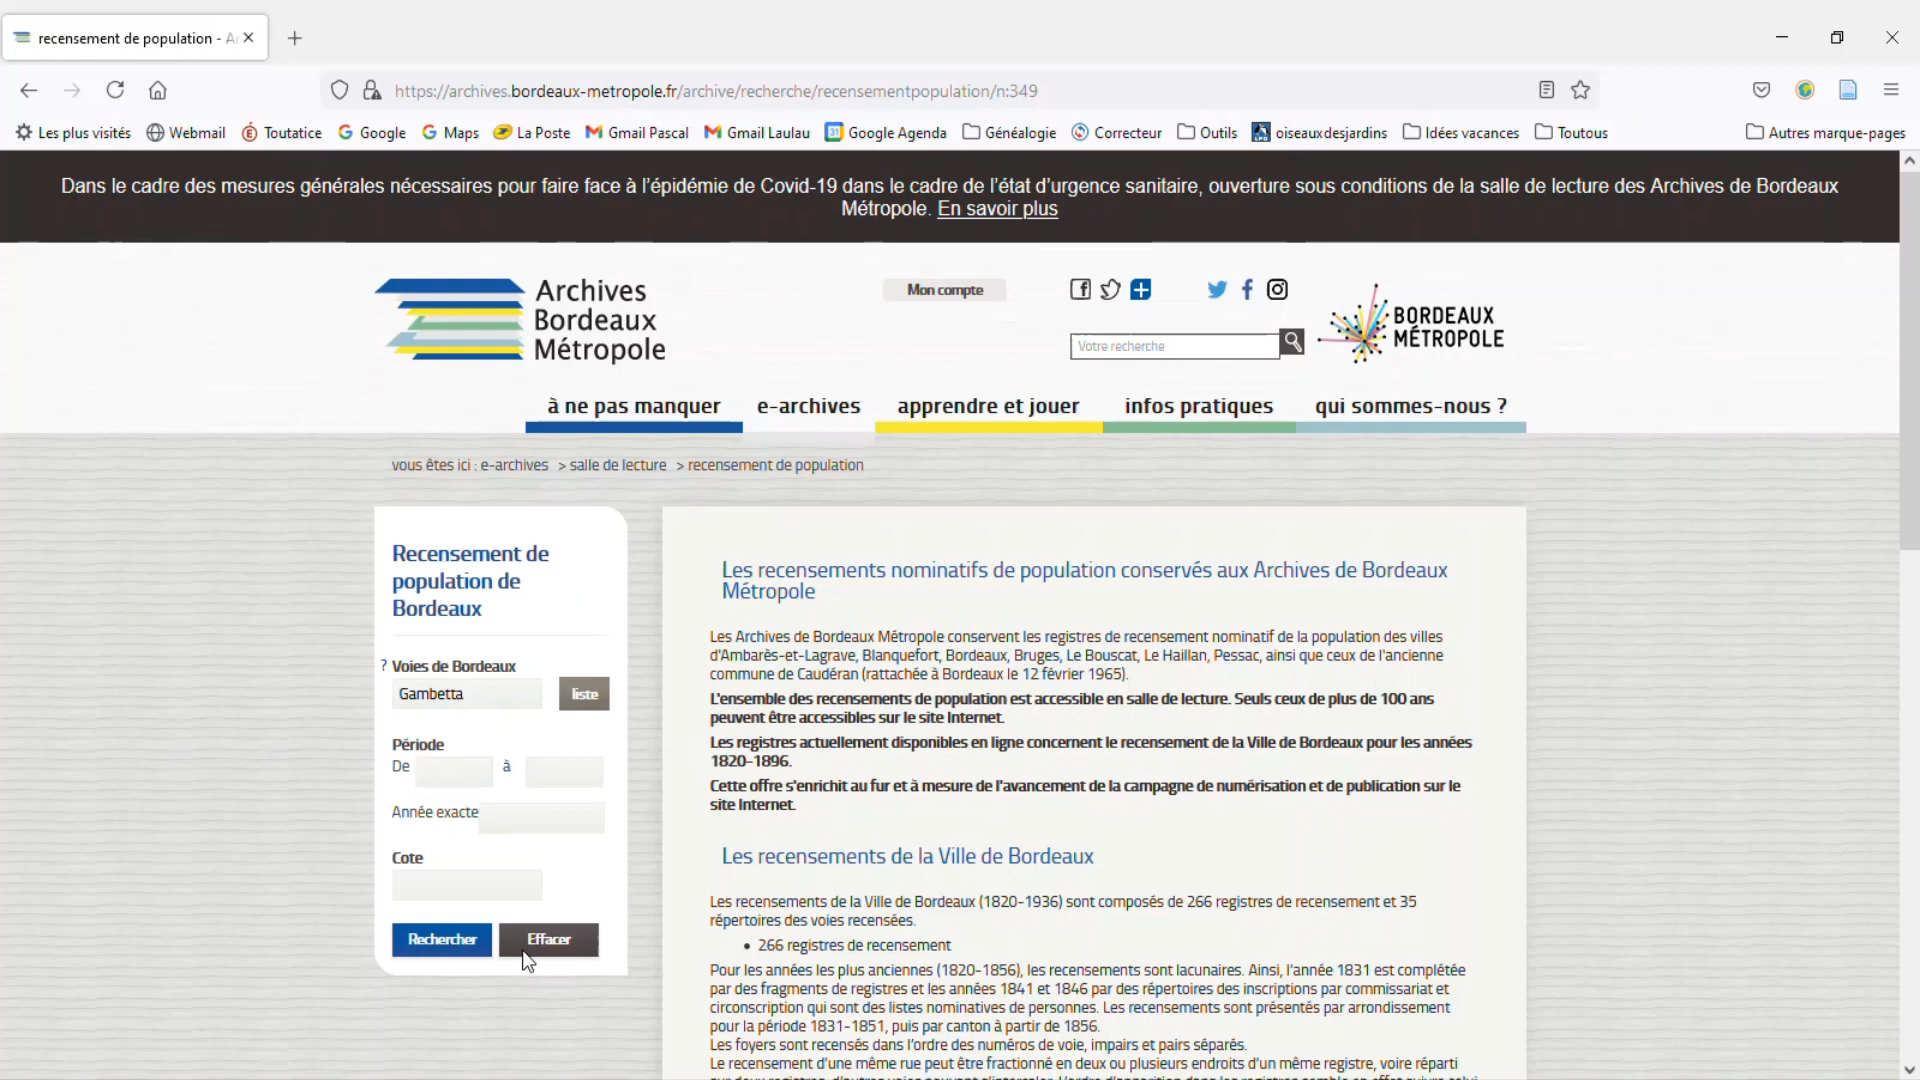 recensement de population - A
https://archives.bordeaux-metropole.fr/archive/recherche/recensementpopulation/n:349
Les plus visités Webmail Toutatice Google Maps La Poste Gmail Pascal Gmail Laulau Google Agenda Généalogie Correcteur Outils oiseauxdesjardins Idées vacances Toutous Autres marque-pages
Dans le cadre des mesures générales nécessaires pour faire face à l'épidémie de Covid-19 dans le cadre de l'état d'urgence sanitaire, ouverture sous conditions de la salle de lecture des Archives de Bordeaux
Métropole. En savoir plus
Archives
Bordeaux
Métropole
Mon compte
Votre recherche
BORDEAUX
MÉTROPOLE
à ne pas manquer e-archives apprendre et jouer infos pratiques qui sommes-nous ?
vous êtes ici : e-archives > salle de lecture > recensement de population
Recensement de
population de
Bordeaux
? Voies de Bordeaux
Gambetta liste
Période
De à
Année exacte
Cote
Rechercher Effacer
Les recensements nominatifs de population conservés aux Archives de Bordeaux
Métropole
Les Archives de Bordeaux Métropole conservent les registres de recensement nominatif de la population des villes
d'Ambarès-et-Lagrave, Blanquefort, Bordeaux, Bruges, Le Bouscat, Le Haillan, Pessac, ainsi que ceux de l'ancienne
commune de Caudéran (rattachée à Bordeaux le 12 février 1965).
L'ensemble des recensements de population est accessible en salle de lecture. Seuls ceux de plus de 100 ans
peuvent être accessibles sur le site Internet.
Les registres actuellement disponibles en ligne concernent le recensement de la Ville de Bordeaux pour les années
1820-1896.
Cette offre s'enrichit au fur et à mesure de l'avancement de la campagne de numérisation et de publication sur le
site Internet.
Les recensements de la Ville de Bordeaux
Les recensements de la Ville de Bordeaux (1820-1936) sont composés de 266 registres de recensement et 35
répertoires des voies recensées.
• 266 registres de recensement
Pour les années les plus anciennes (1820-1856), les recensements sont lacunaires. Ainsi, l'année 1831 est complétée
par des fragments de registres et les années 1841 et 1846 par des répertoires des inscriptions par commissariat et
circonscription qui sont des listes nominatives de personnes. Les recensements sont présentés par arrondissement
pour la période 1831-1851, puis par canton à partir de 1856.
Les foyers sont recensés dans l'ordre des numéros de voie, impairs et pairs séparés.
Le recensement d'une même rue peut être fractionné en deux ou plusieurs endroits d'un même registre, voire réparti